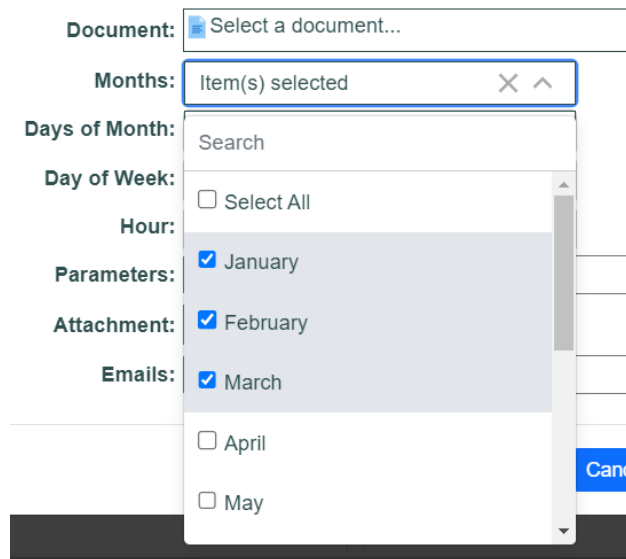 Document: Select a document...
Months: Item(s) selected
Days of Month:
Search
Day of Week:
Select All
Hour:
January
Parameters:
February
Attachment:
Emails:
March
April
May